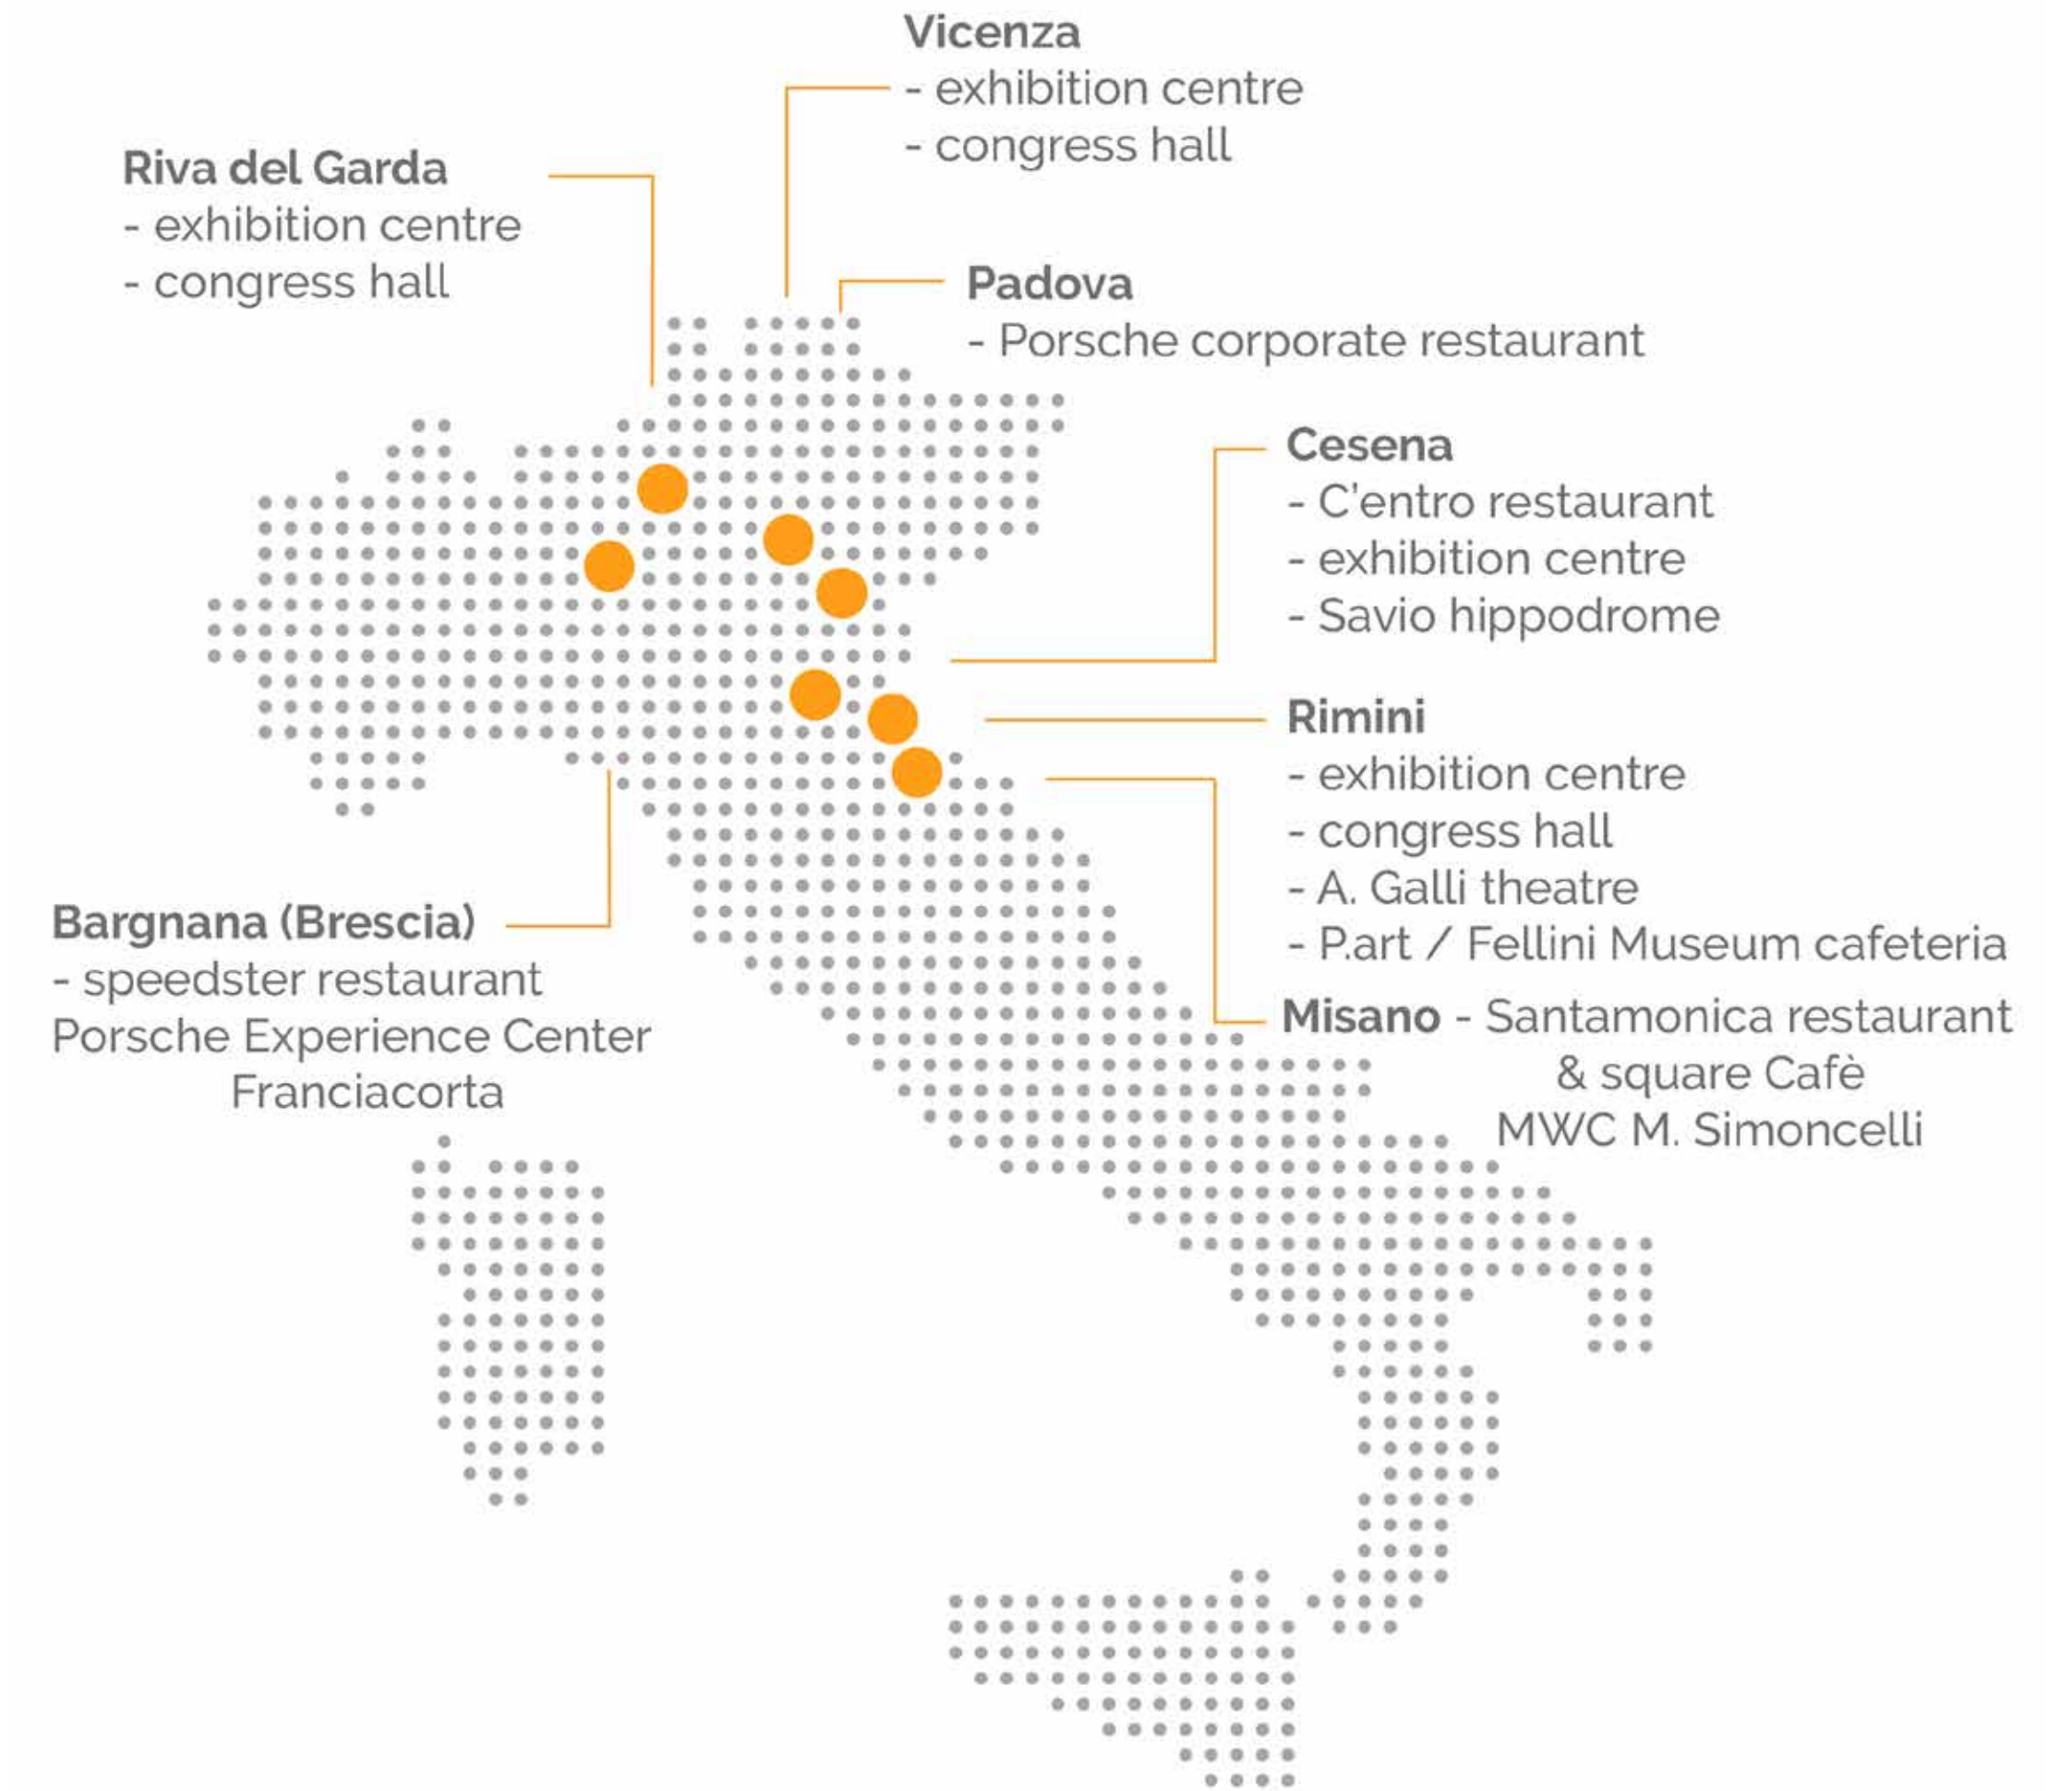 Vicenza
- exhibition centre
- congress hall
Riva del Garda
- exhibition centre
- congress hall
Padova
- Porsche corporate restaurant
Cesena
- C'entro restaurant
- exhibition centre
- Savio hippodrome
Rimini
- exhibition centre
- congress hall
- A. Galli theatre
- P.art / Fellini Museum cafeteria
Bargnana (Brescia)
- speedster restaurant
Porsche Experience Center
Franciacorta
Misano - Santamonica restaurant
& square Cafè
MWC M. Simoncelli